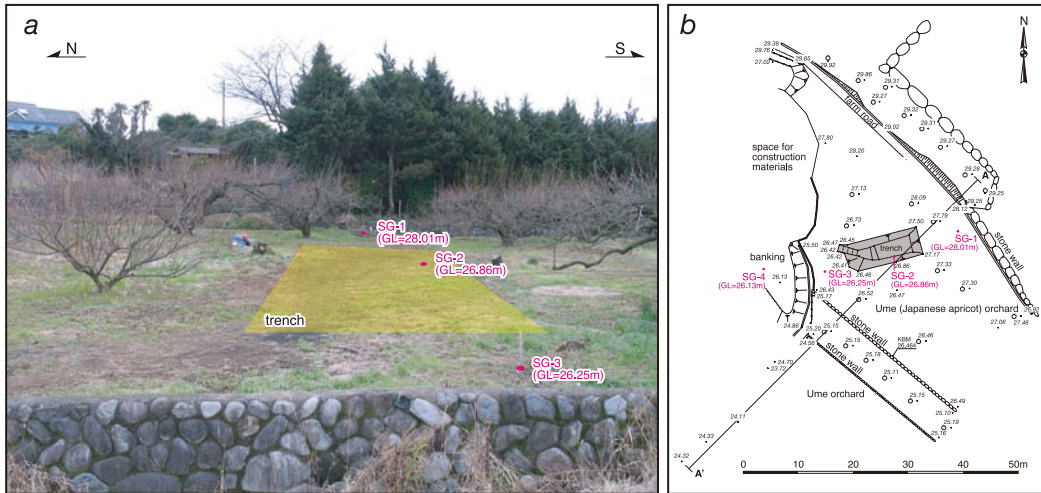 a
N
S
SG-1
(GL=28.01m)
SG-2
(GL=26.86m)
trench
SG-3
(GL=26.25m)
b
N
29.38
29.76
27.02
29.65
29.92
29.86
29.31
29.27
29.32
29.31
farm road
29.02
29.27
27.80
space for
construction
materials
28.20
29.28
A
29.25
27.13
28.09
28.12
29.25
27.79
27.50
26.73
SG-1
(GL=28.01m)
stone wall
25.50
26.47
26.45
26.42
26.42
trench
27.17
banking
26.41
26.46
26.86
27.33
SG-4
(GL=26.13m)
26.13
SG-3
(GL=26.25m)
SG-2
(GL=26.86m)
26.43
25.17
26.52
26.47
27.30
Ume (Japanese apricot) orchard
26.92
27.46
27.06
24.86
25.20
24.56
25.15
stone wall
KBM
26.464
26.46
25.15
stone wall
25.18
24.70
23.72
25.11
Ume orchard
25.15
26.49
25.10
24.11
25.19
25.16
24.33
24.32
A'
0
10
20
30
40
50m